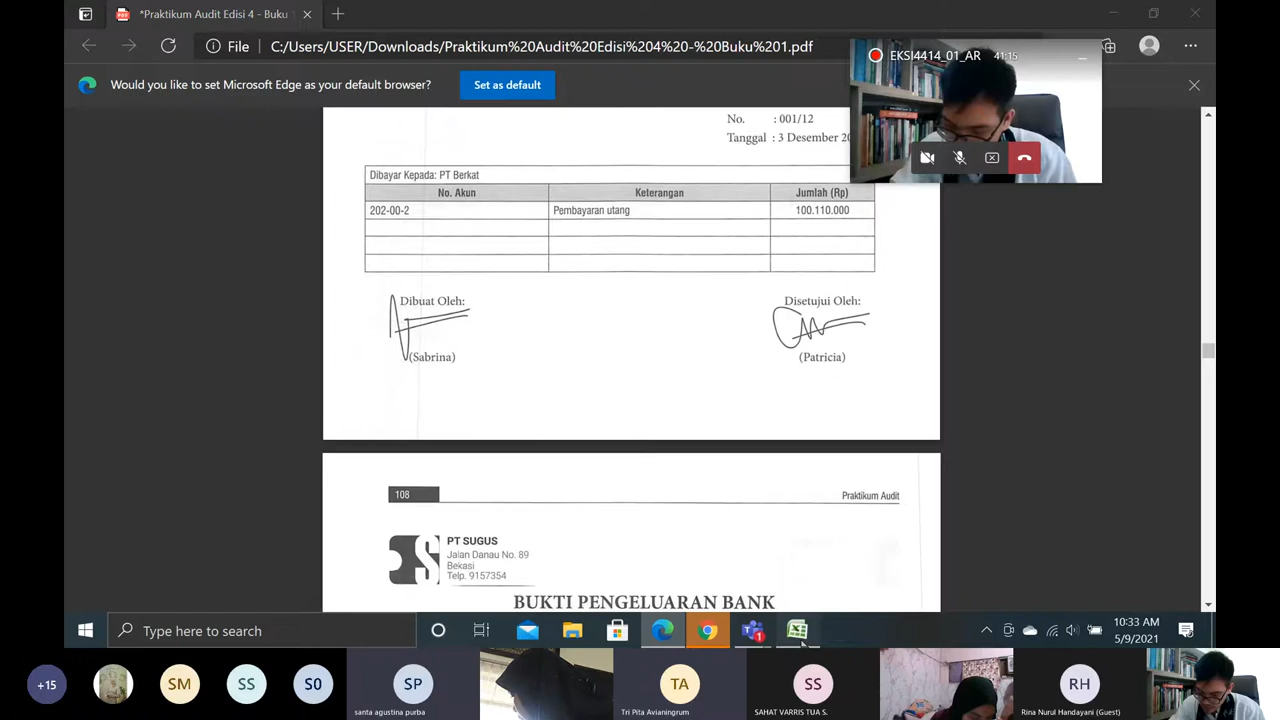 *Praktikum Audit Edisi 4 - Buku
File
C:/Users/USER/Downloads/Praktikum%20Audit%20Edisi%204%20-%20Buku%201.pdf
Would you like to set Microsoft Edge as your default browser?
Set as default
EKSI4414_01_AR 41:15
No. : 001/12
Tanggal : 3 Desember 20
Dibayar Kepada: PT Berkat
No. Akun Keterangan Jumlah (Rp)
202-00-2 Pembayaran utang 100.110.000
Dibuat Oleh: Disetujui Oleh:
(Sabrina) (Patricia)
108 Praktikum Audit
PT SUGUS
Jalan Danau No. 89
Bekasi
Telp. 9157354
BUKTI PENGELUARAN BANK
Type here to search
10:33 AM
5/9/2021
+15 SM SS S0 SP TA SS RH
santa agustina purba Tri Pita Avianingrum SAHAT VARRIS TUA S. Rina Nurul Handayani (Guest)